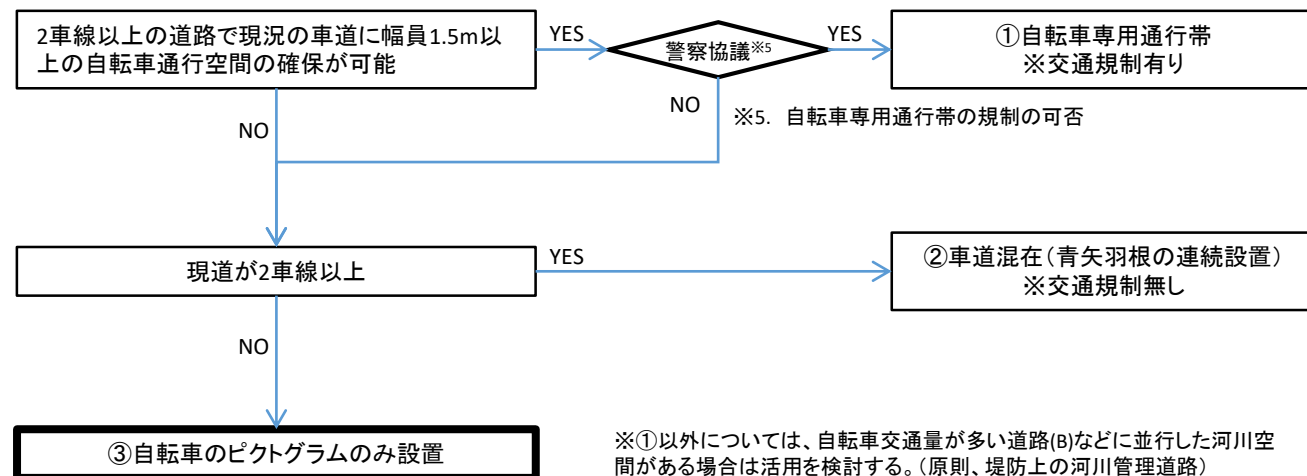 2車線以上の道路で現況の車道に幅員1.5m以
上の自転車通行空間の確保が可能
YES
警察協議※5
YES
①自転車専用通行帯
※交通規制有り
NO
NO
※5. 自転車専用通行帯の規制の可否
現道が2車線以上
YES
②車道混在(青矢羽根の連続設置)
※交通規制無し
NO
③自転車のピクトグラムのみ設置
※①以外については、自転車交通量が多い道路(B)などに並行した河川空
間がある場合は活用を検討する。(原則、堤防上の河川管理道路)